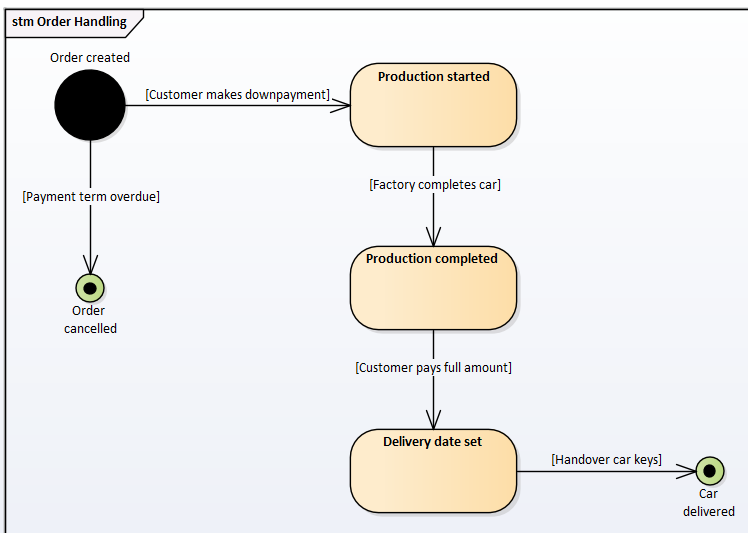 stm Order Handling
Order created
[Customer makes downpayment]
Production started
[Payment term overdue]
[Factory completes car]
Order
cancelled
Production completed
[Customer pays full amount]
Delivery date set
[Handover car keys]
Car
delivered